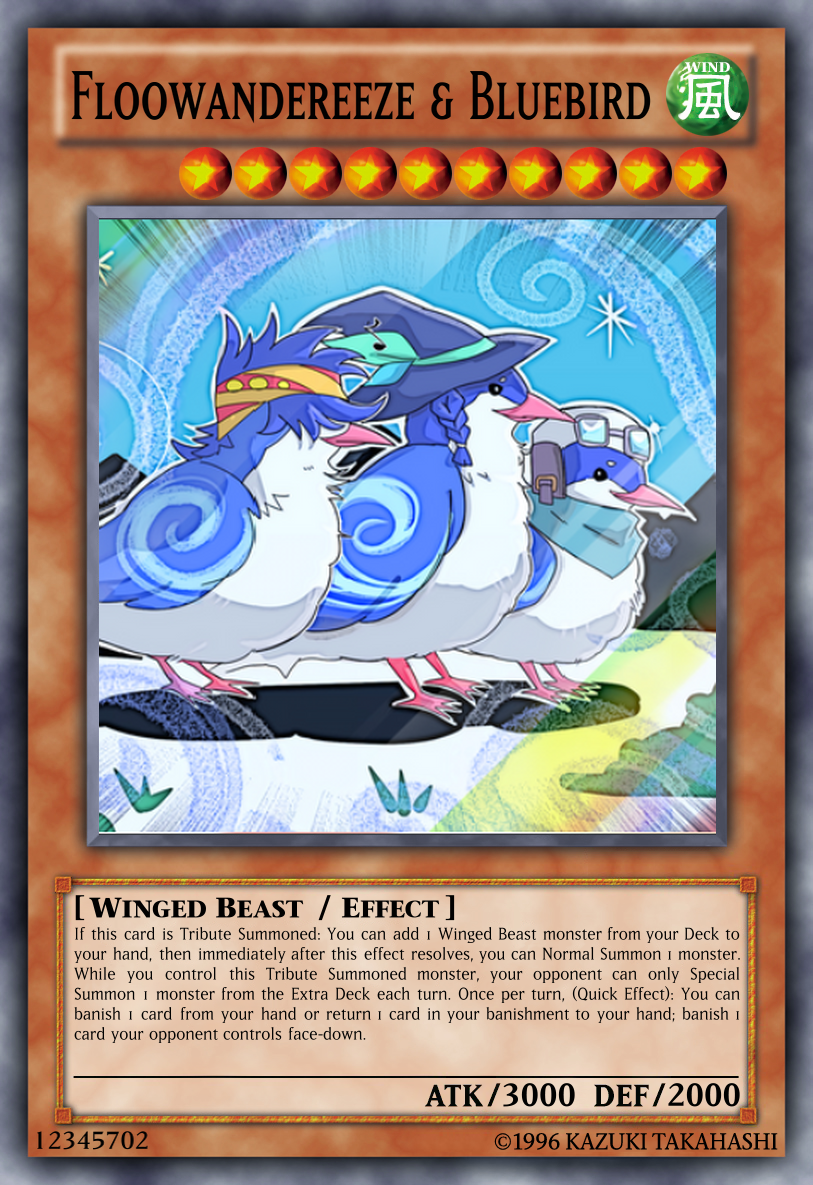 Floowandereeze & Bluebird
WIND
風
[ Winged Beast / Effect ]
If this card is Tribute Summoned: You can add 1 Winged Beast monster from your Deck to
your hand, then immediately after this effect resolves, you can Normal Summon 1 monster.
While you control this Tribute Summoned monster, your opponent can only Special
Summon 1 monster from the Extra Deck each turn. Once per turn, (Quick Effect): You can
banish 1 card from your hand or return 1 card in your banishment to your hand; banish 1
card your opponent controls face-down.
ATK/3000 DEF/2000
12345702
©1996 KAZUKI TAKAHASHI